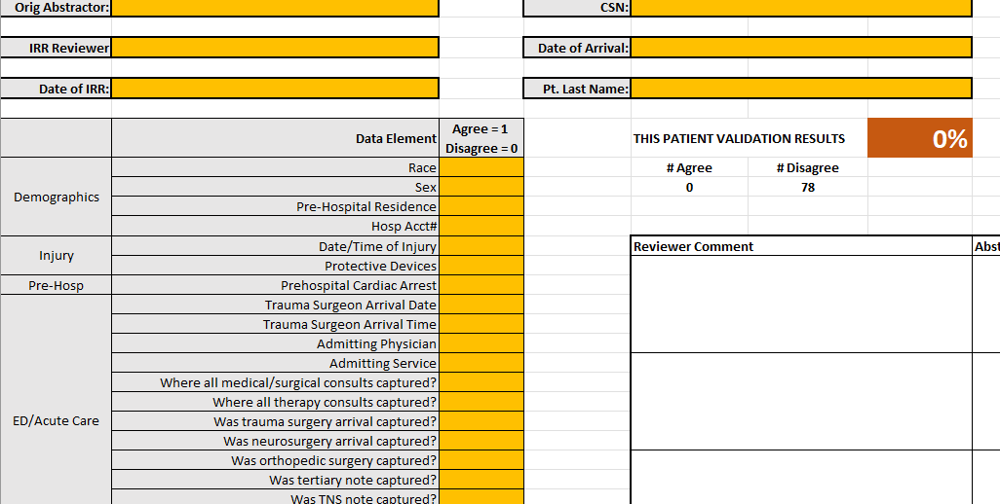 Orig Abstractor: CSN:
IRR Reviewer Date of Arrival:
Date of IRR: Pt. Last Name:
Data Element Agree = 1
Disagree = 0
THIS PATIENT VALIDATION RESULTS 0%
# Agree # Disagree
0 78
Demographics
Race
Sex
Pre-Hospital Residence
Hosp Acct#
Injury
Date/Time of Injury
Protective Devices
Pre-Hosp
Prehospital Cardiac Arrest
ED/Acute Care
Trauma Surgeon Arrival Date
Trauma Surgeon Arrival Time
Admitting Physician
Admitting Service
Where all medical/surgical consults captured?
Where all therapy consults captured?
Was trauma surgery arrival captured?
Was neurosurgery arrival captured?
Was orthopedic surgery captured?
Was tertiary note captured?
Was TNS note captured?
Reviewer Comment Abst